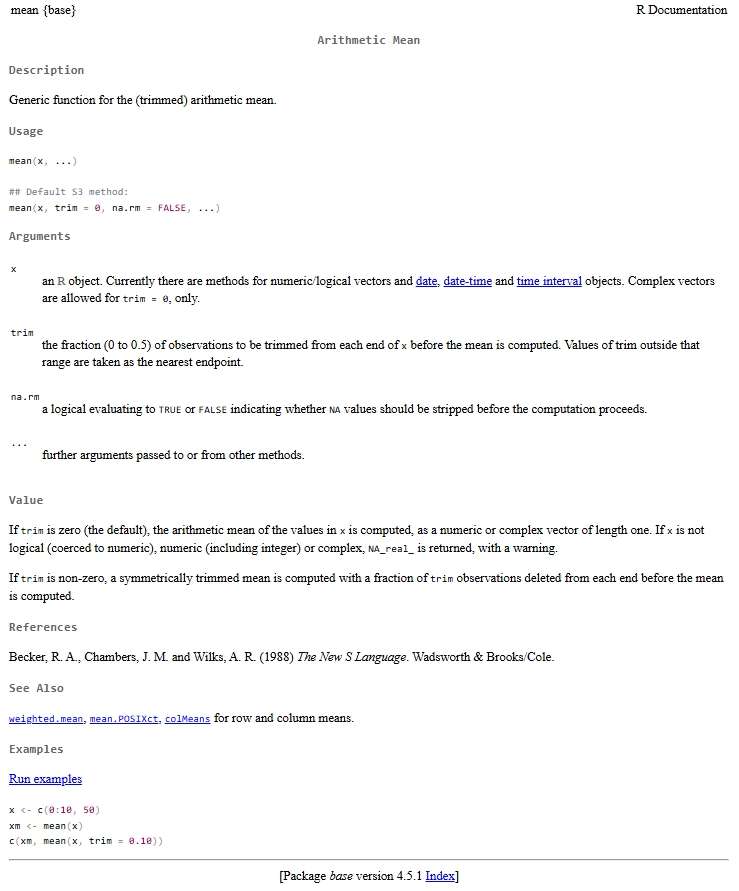 mean {base} R Documentation
Arithmetic Mean
Description
Generic function for the (trimmed) arithmetic mean.
Usage
mean(x, ...)
## Default S3 method:
mean(x, trim = 0, na.rm = FALSE, ...)
Arguments
x
an R object. Currently there are methods for numeric/logical vectors and date, date-time and time interval objects. Complex vectors
are allowed for trim = 0, only.
trim
the fraction (0 to 0.5) of observations to be trimmed from each end of x before the mean is computed. Values of trim outside that
range are taken as the nearest endpoint.
na.rm
a logical evaluating to TRUE or FALSE indicating whether NA values should be stripped before the computation proceeds.
...
further arguments passed to or from other methods.
Value
If trim is zero (the default), the arithmetic mean of the values in x is computed, as a numeric or complex vector of length one. If x is not
logical (coerced to numeric), numeric (including integer) or complex, NA_real_ is returned, with a warning.
If trim is non-zero, a symmetrically trimmed mean is computed with a fraction of trim observations deleted from each end before the mean
is computed.
References
Becker, R. A., Chambers, J. M. and Wilks, A. R. (1988) The New S Language. Wadsworth & Brooks/Cole.
See Also
weighted.mean, mean.POSIXct, colMeans for row and column means.
Examples
Run examples
x <- c(0:10, 50)
xm <- mean(x)
c(xm, mean(x, trim = 0.10))
[Package base version 4.5.1 Index]